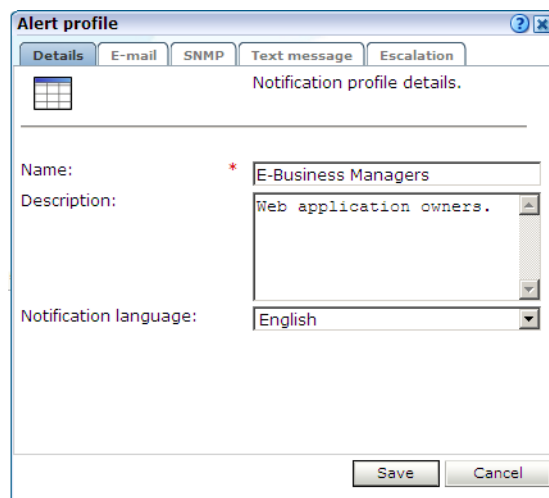 Alert profile
Details E-mail SNMP Text message Escalation
Notification profile details.
Name: * E-Business Managers
Description: Web application owners.
Notification language: English
Save Cancel